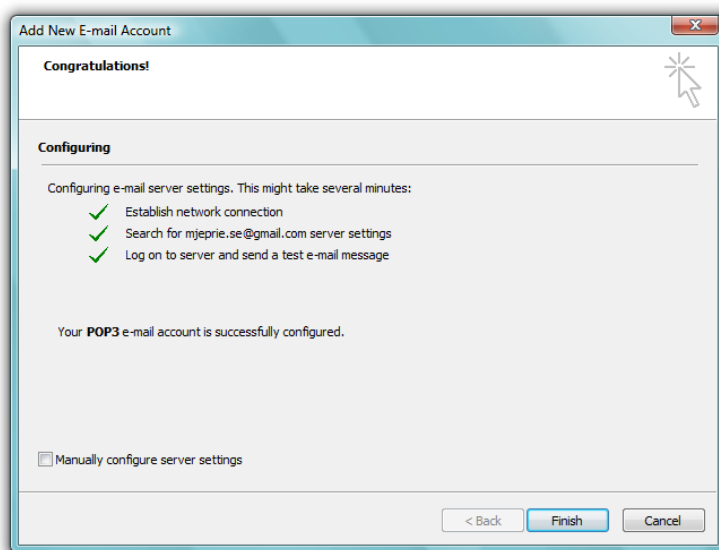 Add New E-mail Account
Congratulations!
Configuring
Configuring e-mail server settings. This might take several minutes:
Establish network connection
Search for mjeprie.se@gmail.com server settings
Log on to server and send a test e-mail message
Your POP3 e-mail account is successfully configured.
Manually configure server settings
< Back Finish Cancel